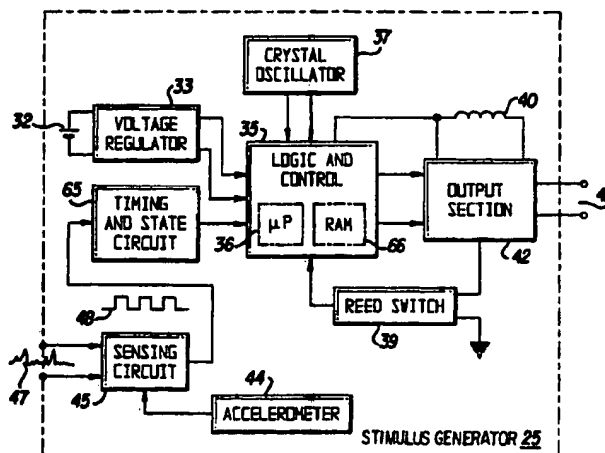 37
CRYSTAL
OSCILLATOR
33
32
VOLTAGE
REGULATOR
35
40
LOGIC AND
CONTROL
65
TIMING
AND STATE
CIRCUIT
OUTPUT
SECTION
μP
RAM
36
66
42
48
REED SWITCH
39
47
SENSING
CIRCUIT
45
44
ACCELEROMETER
STIMULUS GENERATOR 25